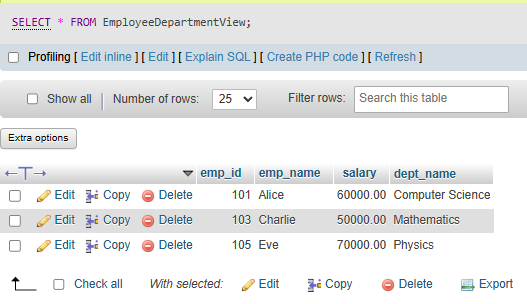 SELECT * FROM EmployeeDepartmentView;
Profiling [ Edit inline ] [ Edit ] [ Explain SQL ] [ Create PHP code ] [ Refresh ]
Show all Number of rows: 25 Filter rows: Search this table
Extra options
emp_id emp_name salary dept_name
Edit Copy Delete 101 Alice 60000.00 Computer Science
Edit Copy Delete 103 Charlie 50000.00 Mathematics
Edit Copy Delete 105 Eve 70000.00 Physics
Check all With selected: Edit Copy Delete Export